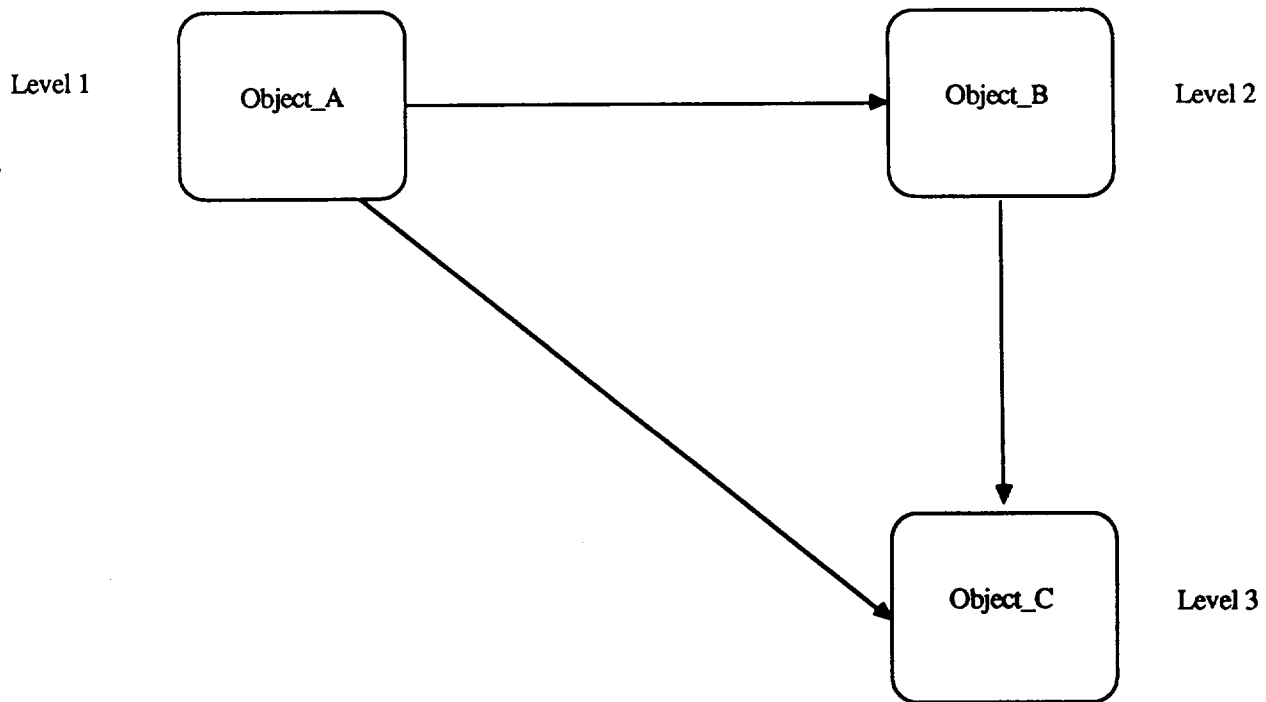 Level 1
Object_A
Object_B
Level 2
Object_C
Level 3